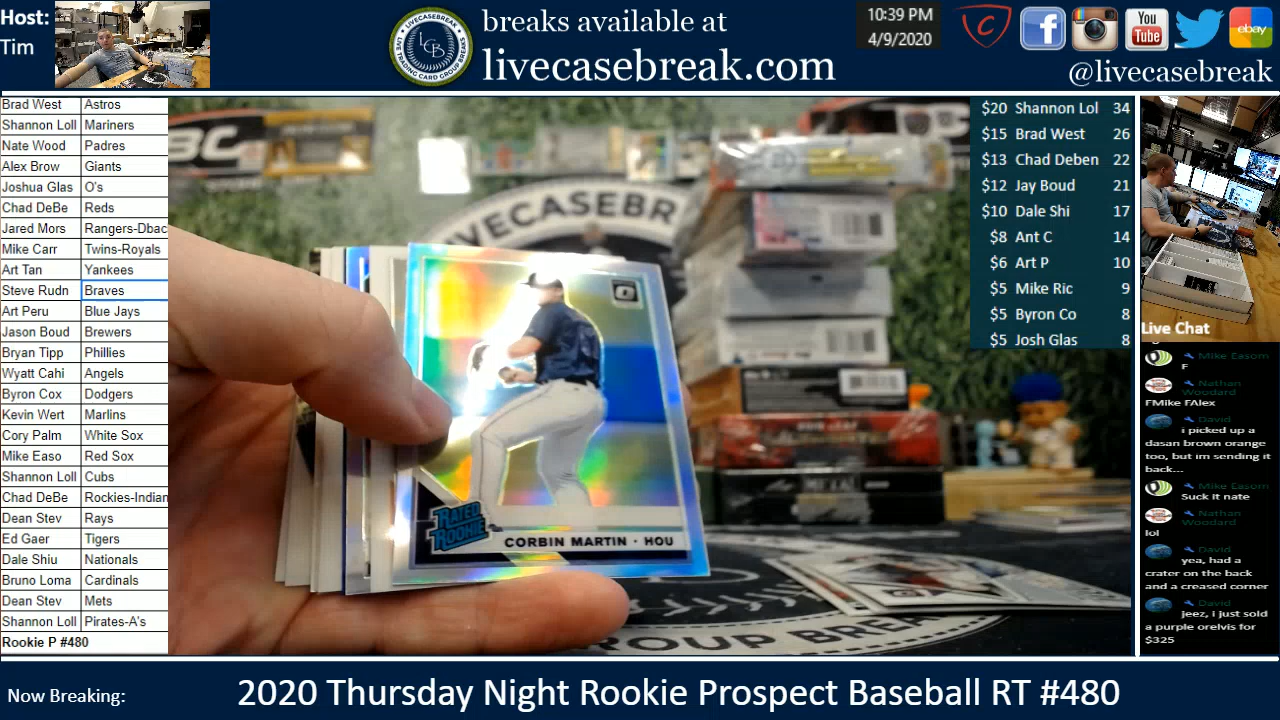 Host:
Tim
breaks available at
livecasebreak.com
10:39 PM
4/9/2020
You
Tube
ebay
@livecasebreak
Brad West Astros
Shannon Loll Mariners
Nate Wood Padres
Alex Brow Giants
Joshua Glas O's
Chad DeBe Reds
Jared Mors Rangers-Dbac
Mike Carr Twins-Royals
Art Tan Yankees
Steve Rudn Braves
Art Peru Blue Jays
Jason Boud Brewers
Bryan Tipp Phillies
Wyatt Cahi Angels
Byron Cox Dodgers
Kevin Wert Marlins
Cory Palm White Sox
Mike Easo Red Sox
Shannon Loll Cubs
Chad DeBe Rockies-Indian
Dean Stev Rays
Ed Gaer Tigers
Dale Shiu Nationals
Bruno Loma Cardinals
Dean Stev Mets
Shannon Loll Pirates-A's
Rookie P #480
LIVECASEBR
RATED
ROOKIE
CORBIN MARTIN · HOU
GROUP BREAK
$20 Shannon Lol 34
$15 Brad West 26
$13 Chad Deben 22
$12 Jay Boud 21
$10 Dale Shi 17
$8 Ant C 14
$6 Art P 10
$5 Mike Ric 9
$5 Byron Co 8
$5 Josh Glas 8
Live Chat
Mike Easom
F
Nathan
Woodard
FMike FAlex
David
i picked up a
dasan brown orange
too, but im sending it
back...
Mike Easom
Suck it nate
Nathan
Woodard
lol
David
yea, had a
crater on the back
and a creased corner
David
jeez, i just sold
a purple orelvis for
$325
Now Breaking:
2020 Thursday Night Rookie Prospect Baseball RT #480